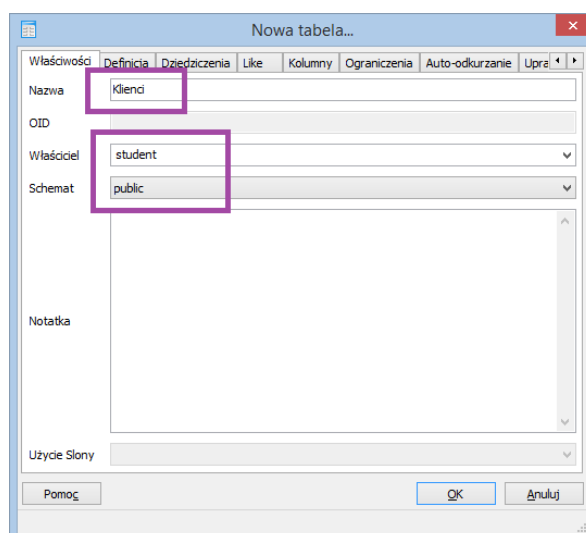 Nowa tabela...
Właściwości Definicja Dziedziczenia Like Kolumny Ograniczenia Auto-odkurzanie Upra
Nazwa Klienci
OID
Właściciel student
Schemat public
Notatka
Użycie Slony
Pomoc OK Anuluj